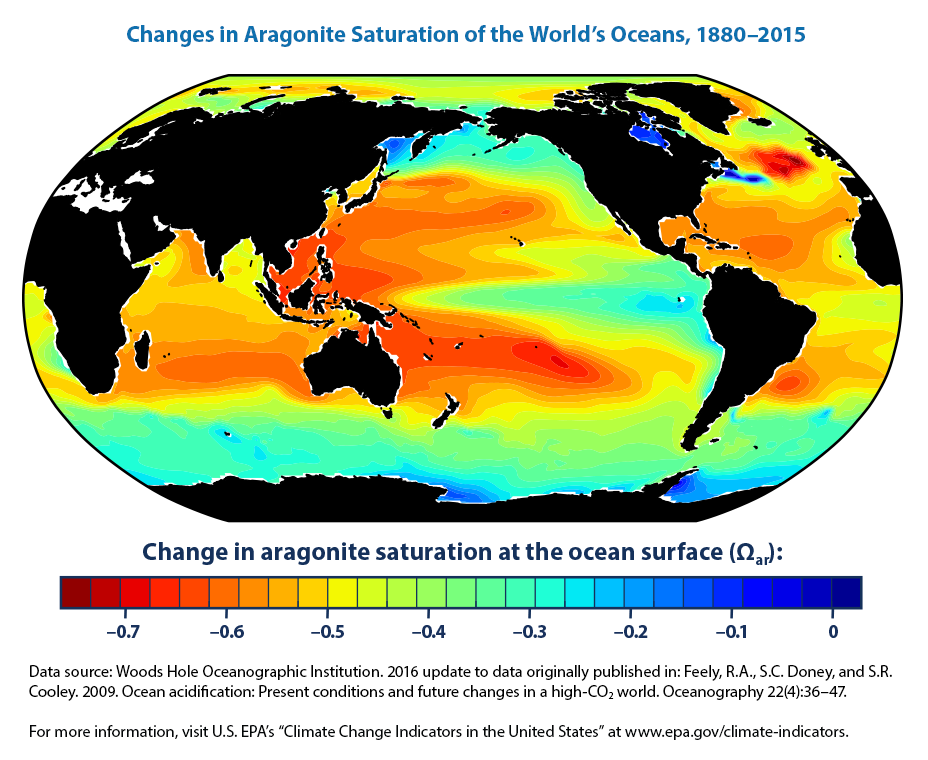 Changes in Aragonite Saturation of the World's Oceans, 1880–2015
Change in aragonite saturation at the ocean surface (Ωar):
−0.7 −0.6 −0.5 −0.4 −0.3 −0.2 −0.1 0
Data source: Woods Hole Oceanographic Institution. 2016 update to data originally published in: Feely, R.A., S.C. Doney, and S.R.
Cooley. 2009. Ocean acidification: Present conditions and future changes in a high-CO₂ world. Oceanography 22(4):36–47.
For more information, visit U.S. EPA's “Climate Change Indicators in the United States” at www.epa.gov/climate-indicators.